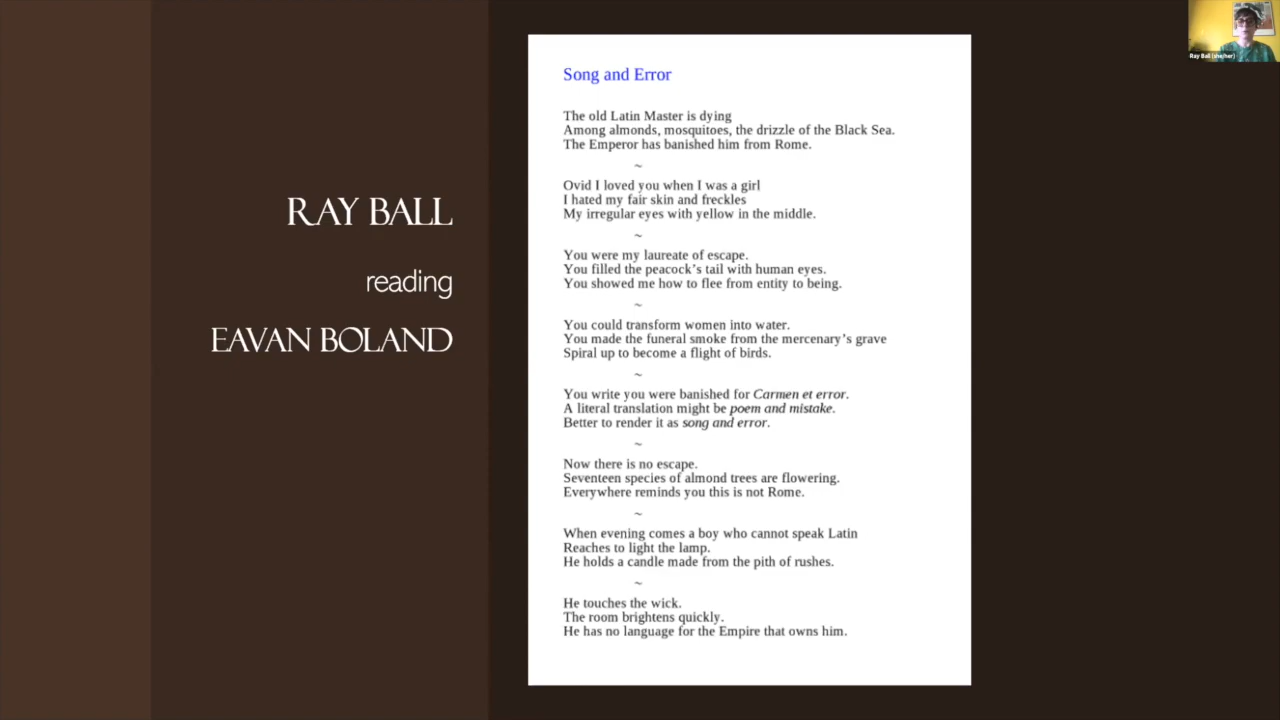 RAY BALL
reading
EAVAN BOLAND
Song and Error
The old Latin Master is dying
Among almonds, mosquitoes, the drizzle of the Black Sea.
The Emperor has banished him from Rome.
~
Ovid I loved you when I was a girl
I hated my fair skin and freckles
My irregular eyes with yellow in the middle.
~
You were my laureate of escape.
You filled the peacock’s tail with human eyes.
You showed me how to flee from entity to being.
~
You could transform women into water.
You made the funeral smoke from the mercenary’s grave
Spiral up to become a flight of birds.
~
You write you were banished for Carmen et error.
A literal translation might be poem and mistake.
Better to render it as song and error.
~
Now there is no escape.
Seventeen species of almond trees are flowering.
Everywhere reminds you this is not Rome.
~
When evening comes a boy who cannot speak Latin
Reaches to light the lamp.
He holds a candle made from the pith of rushes.
~
He touches the wick.
The room brightens quickly.
He has no language for the Empire that owns him.
Ray Ball (she/her)